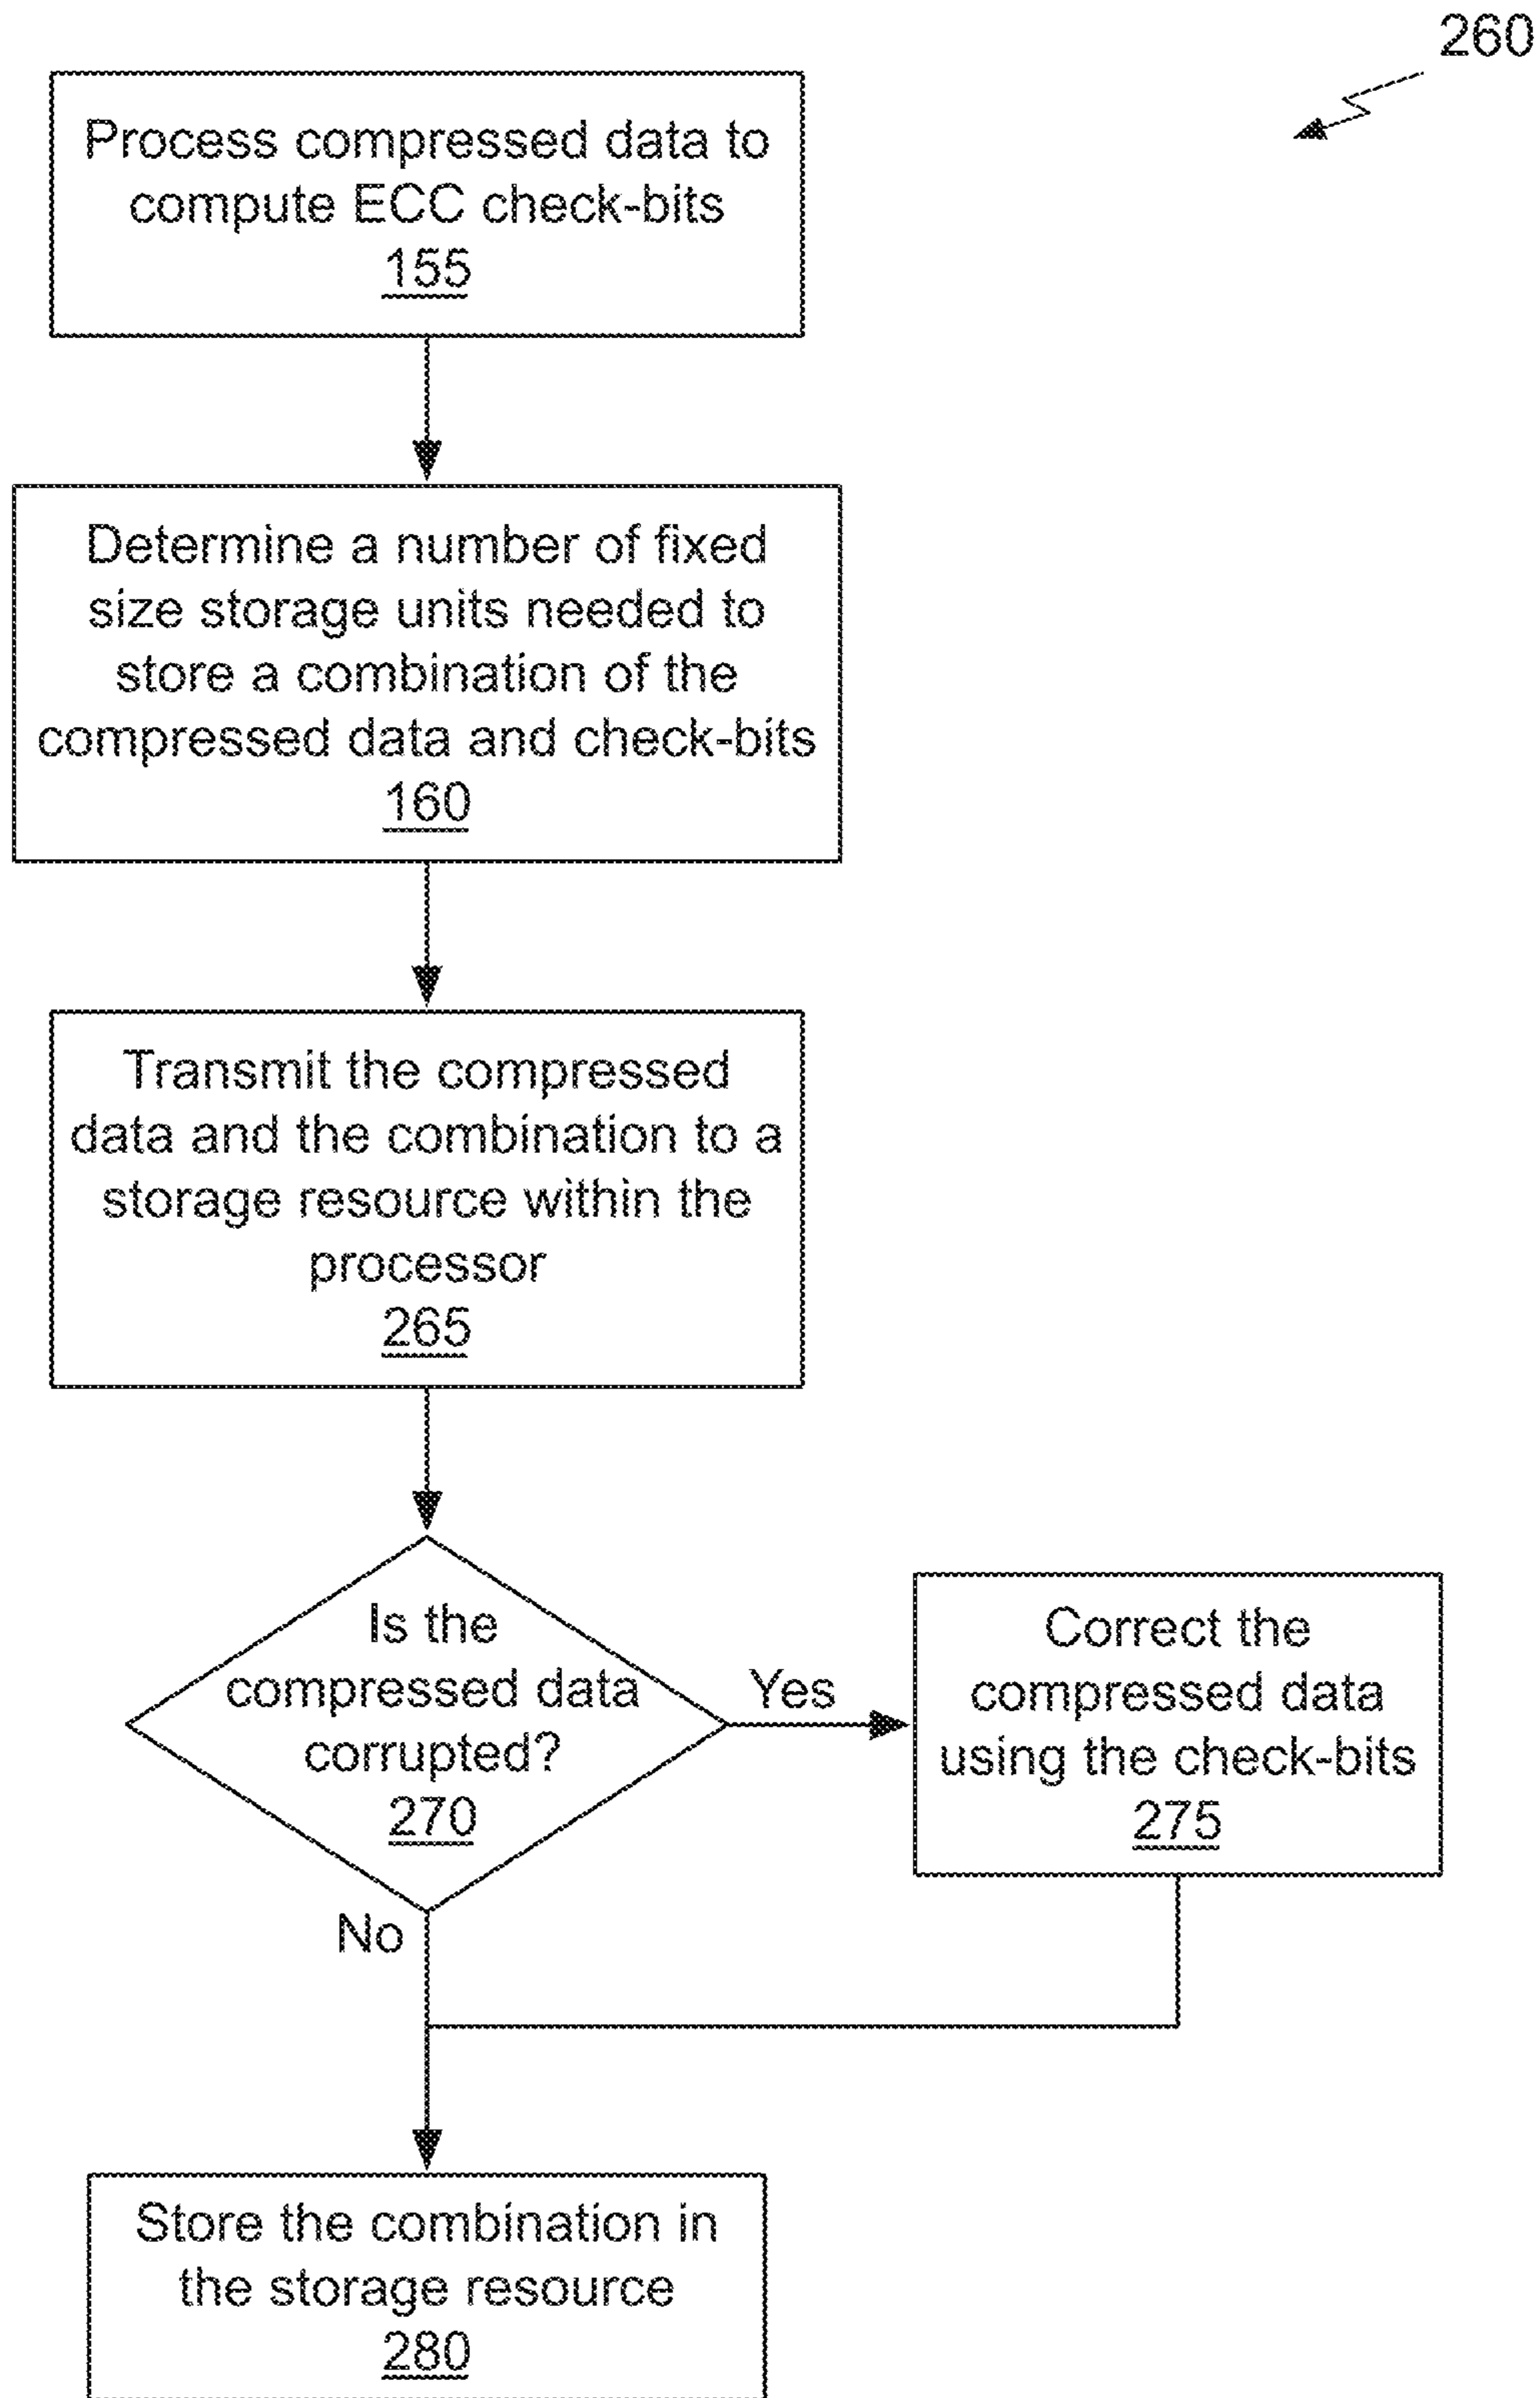 260
Process compressed data to
compute ECC check-bits
155
Determine a number of fixed
size storage units needed to
store a combination of the
compressed data and check-bits
160
Transmit the compressed
data and the combination to a
storage resource within the
processor
265
Is the
compressed data
corrupted?
270
Yes
Correct the
compressed data
using the check-bits
275
No
Store the combination in
the storage resource
280